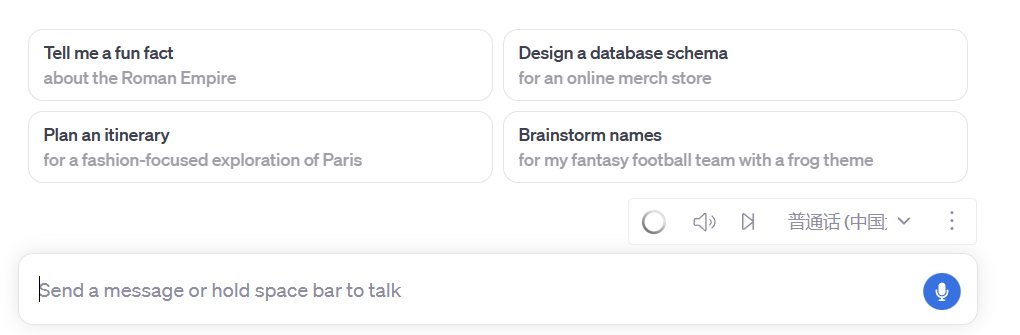 Tell me a fun fact
about the Roman Empire
Design a database schema
for an online merch store
Plan an itinerary
for a fashion-focused exploration of Paris
Brainstorm names
for my fantasy football team with a frog theme
普通话 (中国
Send a message or hold space bar to talk